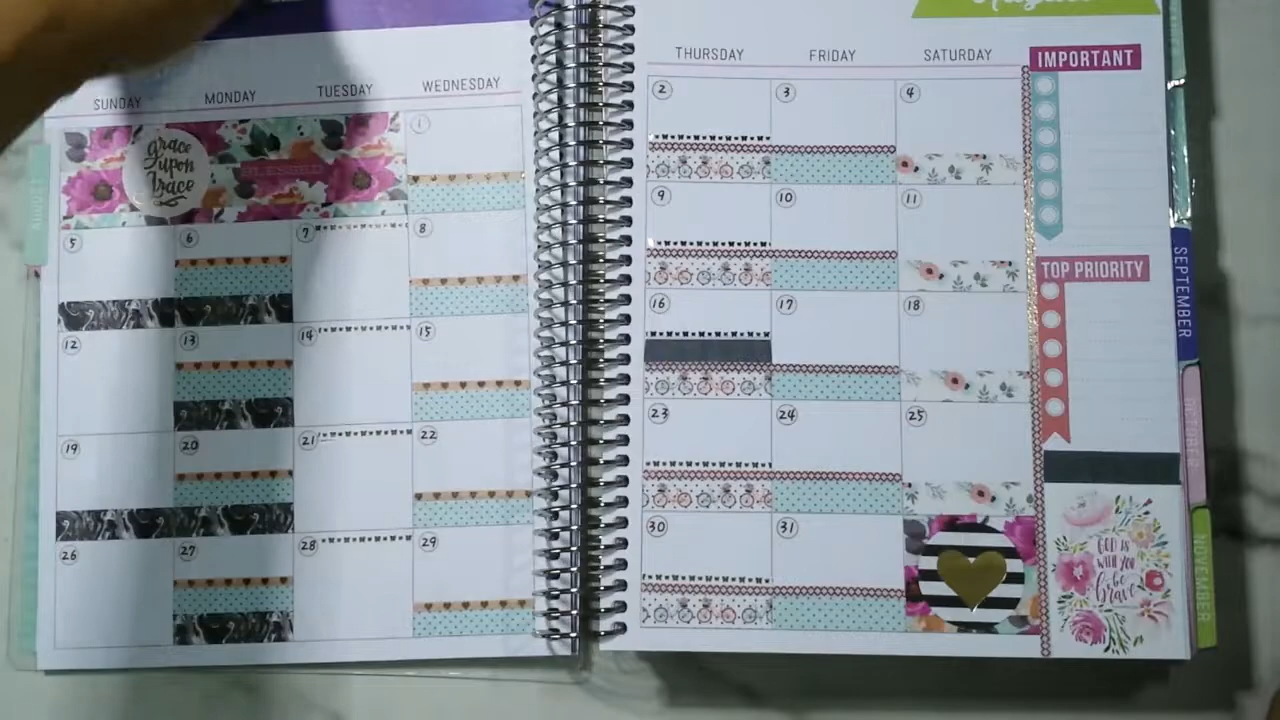 SUNDAY MONDAY TUESDAY WEDNESDAY THURSDAY FRIDAY SATURDAY
IMPORTANT
grace
upon
grace
BLESSED
1 2 3 4
5 6 7 8 9 10 11
TOP PRIORITY
12 13 14 15 16 17 18
19 20 21 22 23 24 25
26 27 28 29 30 31
GOD IS
WITH YOU
be
brave
SEPTEMBER
OCTOBER
NOVEMBER